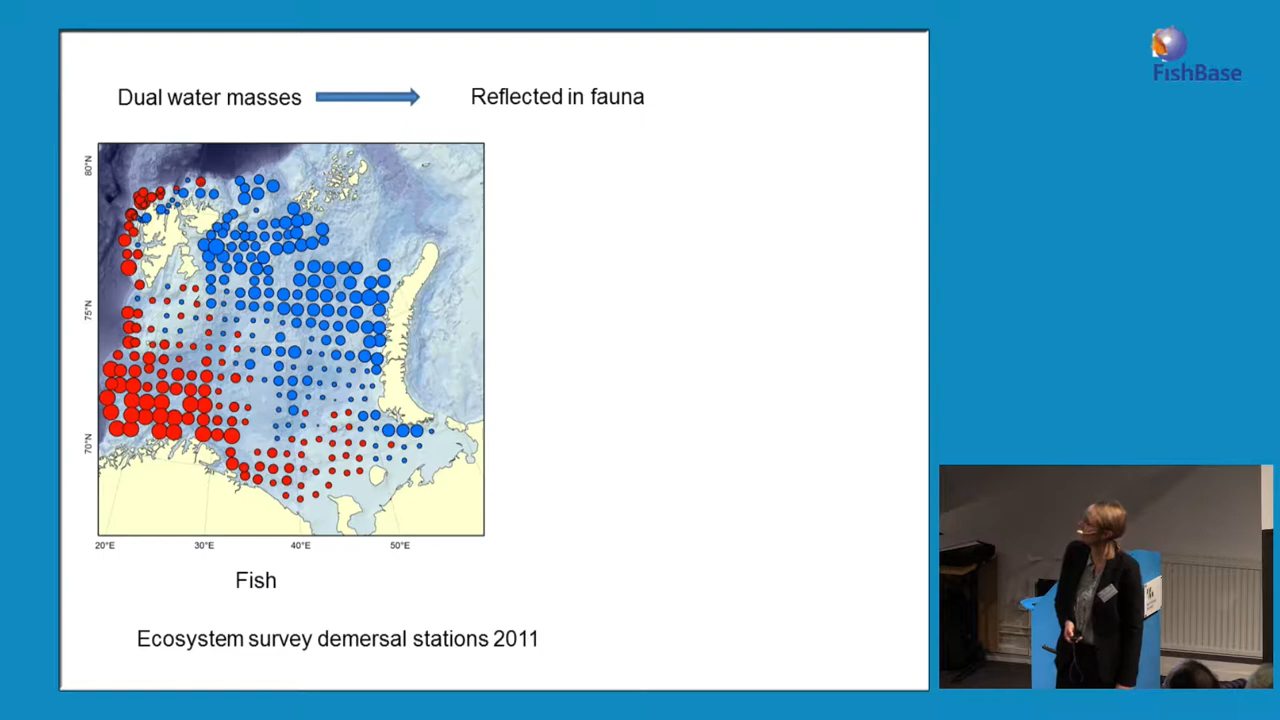 FishBase
Dual water masses
Reflected in fauna
80°N
75°N
70°N
20°E
30°E
40°E
50°E
Fish
Ecosystem survey demersal stations 2011